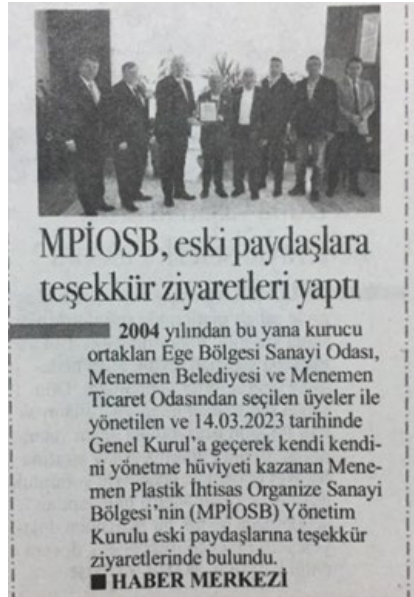 MPİOSB, eski paydaşlara
teşekkür ziyaretleri yaptı
2004 yılından bu yana kurucu
ortakları Ege Bölgesi Sanayi Odası,
Menemen Belediyesi ve Menemen
Ticaret Odasından seçilen üyeler ile
yönetilen ve 14.03.2023 tarihinde
Genel Kurul'a geçerek kendi kendi-
ni yönetme hüviyeti kazanan Mene-
men Plastik İhtisas Organize Sanayi
Bölgesi'nin (MPİOSB) Yönetim
Kurulu eski paydaşlarına teşekkür
ziyaretlerinde bulundu.
■ HABER MERKEZİ